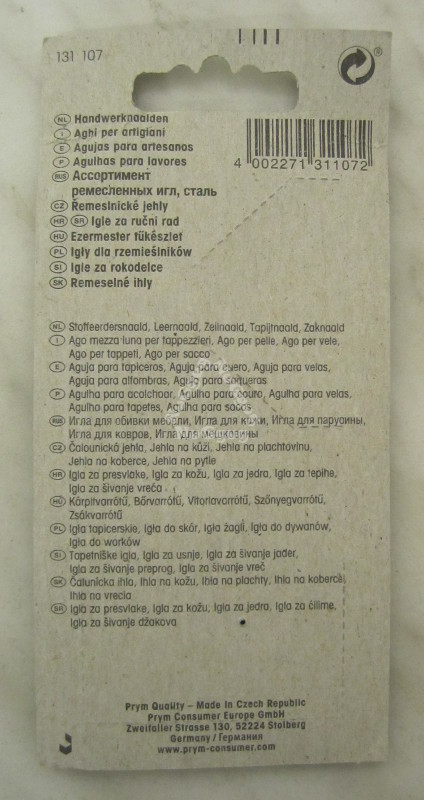 131 107
®
4 002271 311072
NL Handwerknaalden
I Aghi per artigiani
E Agujas para artesanos
P Agulhas para lavores
RUS Ассортимент
ремесленных игл, сталь
CZ Řemeslnické jehly
HR SR Igle za ručni rad
HU Ezermester tűkészlet
PL Igły dla rzemieślników
SI Igle za rokodelce
SK Remeselné ihly
NL Stoffeerdersnaald, Leernaald, Zeilnaald, Tapijtnaald, Zaknaald
I Ago mezza luna per tappezzieri, Ago per pelle, Ago per vele,
Ago per tappeti, Ago per sacco
E Aguja para tapiceros, Aguja para cuero, Aguja para velas,
Aguja para alfombras, Aguja para saqueras
P Agulha para acolchoar, Agulha para couro, Agulha para velas,
Agulha para tapetes, Agulha para sacos
RUS Игла для обивки мебели, Игла для кожи, Игла для парусины,
Игла для ковров, Игла для мешковины
CZ Čalounická jehla, Jehla na kůži, Jehla na plachtovinu,
Jehla na koberce, Jehla na pytle
HR Igla za presvlake, Igla za kožu, Igla za jedra, Igla za tepihe,
Igla za šivanje vreća
HU Kárpitvarrótű, Bőrvarrótű, Vitorlavarrótű, Szőnyegvarrótű,
Zsákvarrótű
PL Igła tapicerskie, Igła do skór, Igła żagli, Igła do dywanów,
Igła do worków
SI Tapetniške igla, Igla za usnje, Igla za šivanje jader,
Igla za šivanje preprog, Igla za šivanje vreč
SK Čalunicka ihla, Ihla na kožu, Ihla na plachty, Ihla na koberce,
Ihla na vrecia
SR Igla za presvlake, Igla za kožu, Igla za jedra, Igla za ćilime,
Igla za šivanje džakova
Prym Quality – Made in Czech Republic
Prym Consumer Europe GmbH
Zweifaller Strasse 130, 52224 Stolberg
Germany/Германия
www.prym-consumer.com